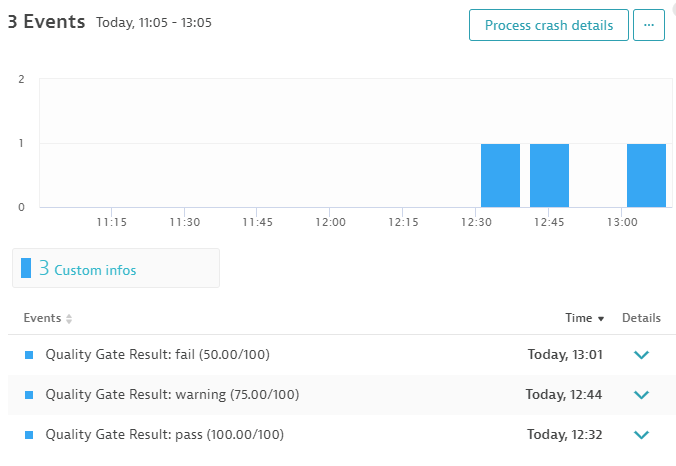 3 Events Today, 11:05 - 13:05 Process crash details ...
2
1
0
11:15 11:30 11:45 12:00 12:15 12:30 12:45 13:00
3 Custom infos
Events Time Details
Quality Gate Result: fail (50.00/100) Today, 13:01
Quality Gate Result: warning (75.00/100) Today, 12:44
Quality Gate Result: pass (100.00/100) Today, 12:32